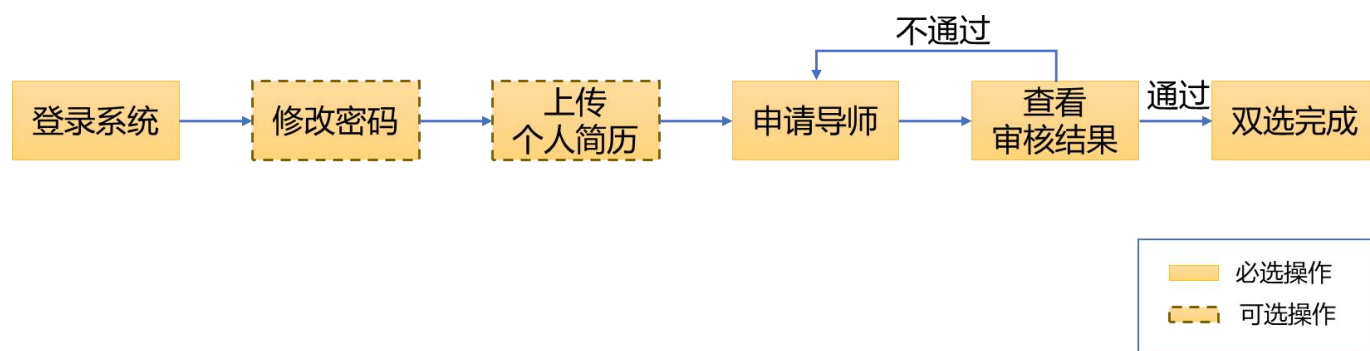 不通过
登录系统
修改密码
上传
个人简历
申请导师
查看
审核结果
通过
双选完成
必选操作
可选操作